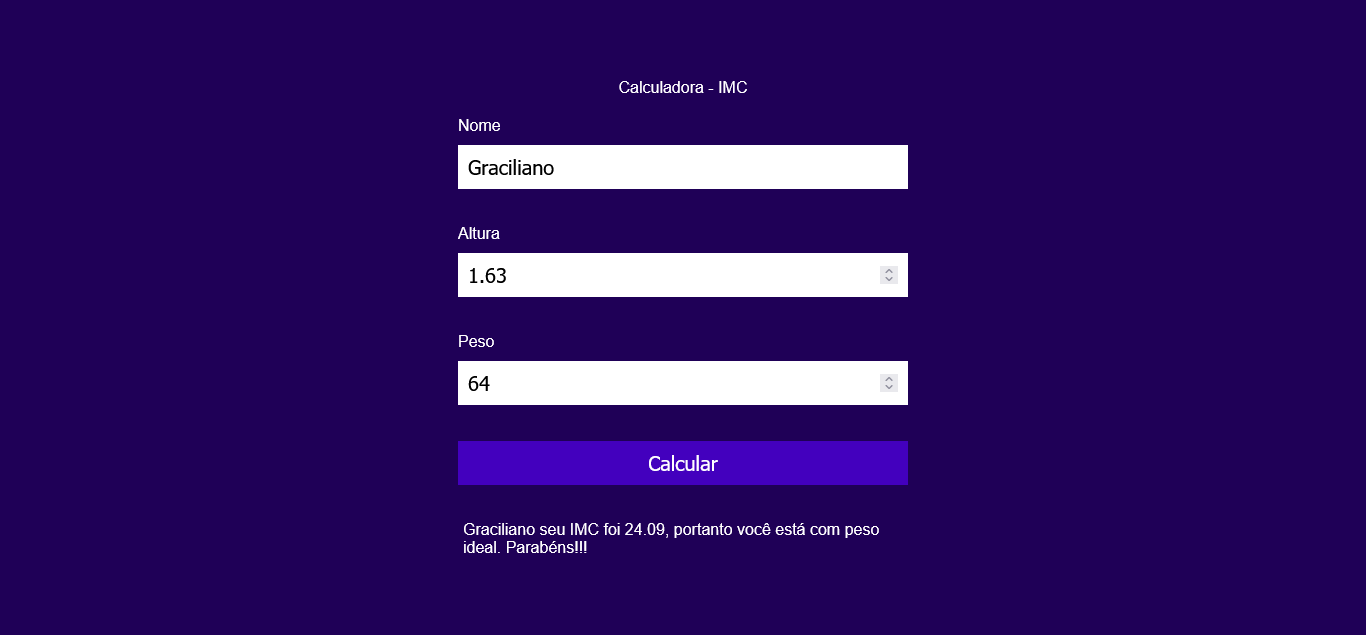 Calculadora - IMC
Nome
Graciliano
Altura
1.63
Peso
64
Calcular
Graciliano seu IMC foi 24.09, portanto você está com peso
ideal. Parabéns!!!